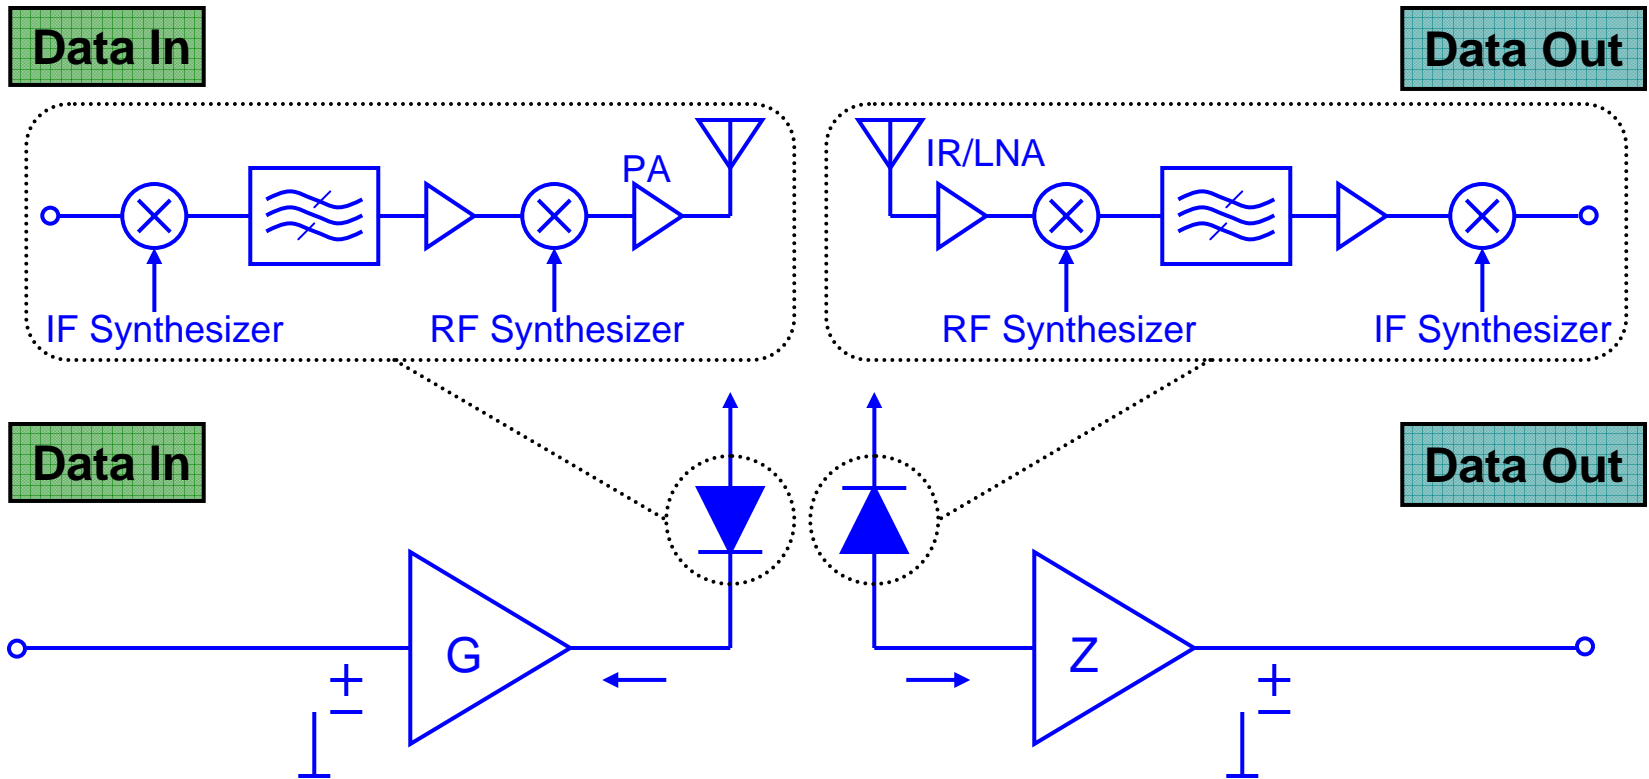 Data In
Data Out
PA
IR/LNA
IF Synthesizer
RF Synthesizer
RF Synthesizer
IF Synthesizer
Data In
Data Out
G
Z
+
−
+
−